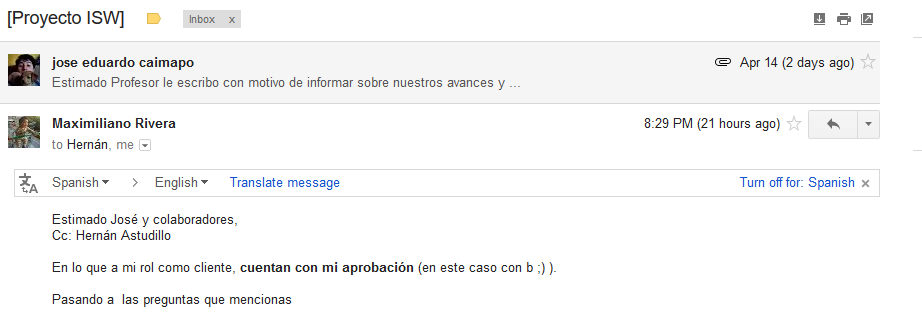 [Proyecto ISW]
Inbox x
jose eduardo caimapo
Apr 14 (2 days ago)
Estimado Profesor le escribo con motivo de informar sobre nuestros avances y ...
Maximiliano Rivera
8:29 PM (21 hours ago)
to Hernán, me
Spanish > English Translate message Turn off for: Spanish x
Estimado José y colaboradores,
Cc: Hernán Astudillo
En lo que a mi rol como cliente, cuentan con mi aprobación (en este caso con b ;) ).
Pasando a las preguntas que mencionas